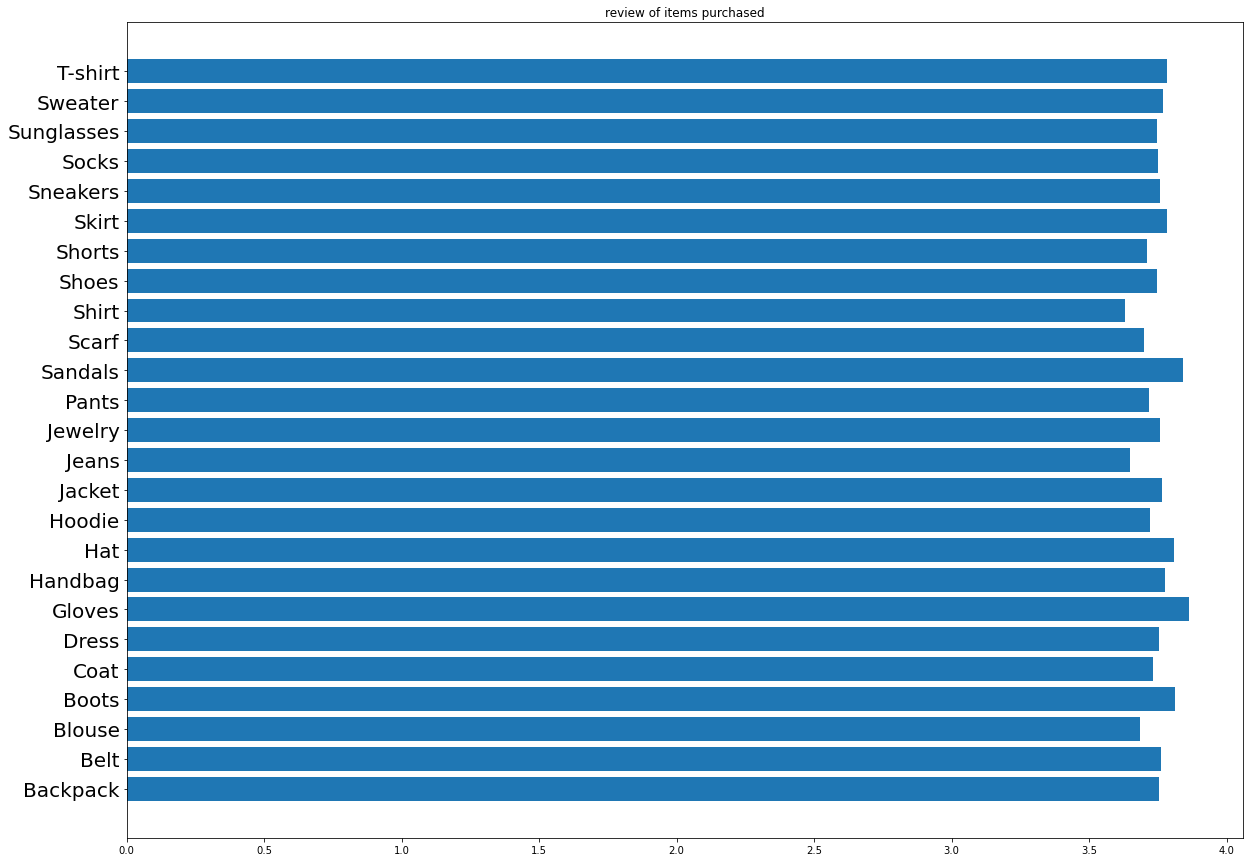 review of items purchased
T-shirt
Sweater
Sunglasses
Socks
Sneakers
Skirt
Shorts
Shoes
Shirt
Scarf
Sandals
Pants
Jewelry
Jeans
Jacket
Hoodie
Hat
Handbag
Gloves
Dress
Coat
Boots
Blouse
Belt
Backpack
0.0 0.5 1.0 1.5 2.0 2.5 3.0 3.5 4.0